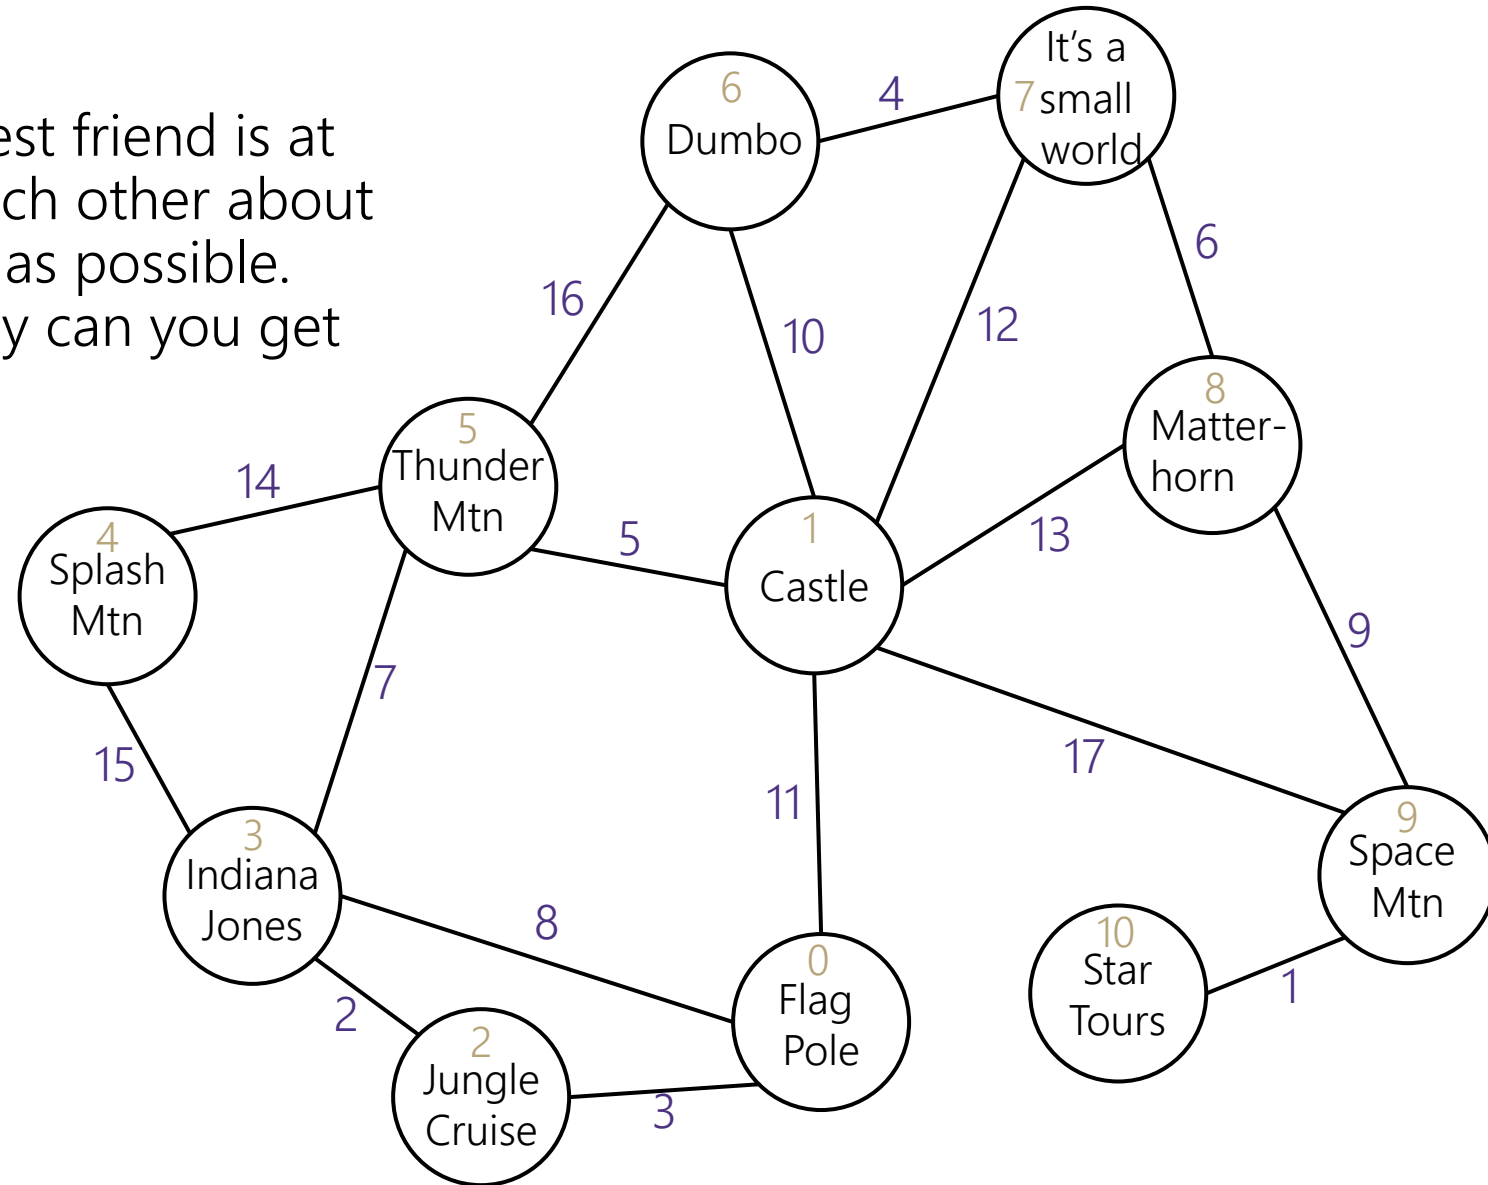 est friend is at
ch other about
as possible.
y can you get
6
Dumbo
4
It's a
7 small
world
16
10
12
6
5
Thunder
Mtn
8
Matter-
horn
14
4
Splash
Mtn
5
1
Castle
13
9
7
15
17
11
3
Indiana
Jones
8
9
Space
Mtn
0
Flag
Pole
10
Star
Tours
1
2
2
Jungle
Cruise
3